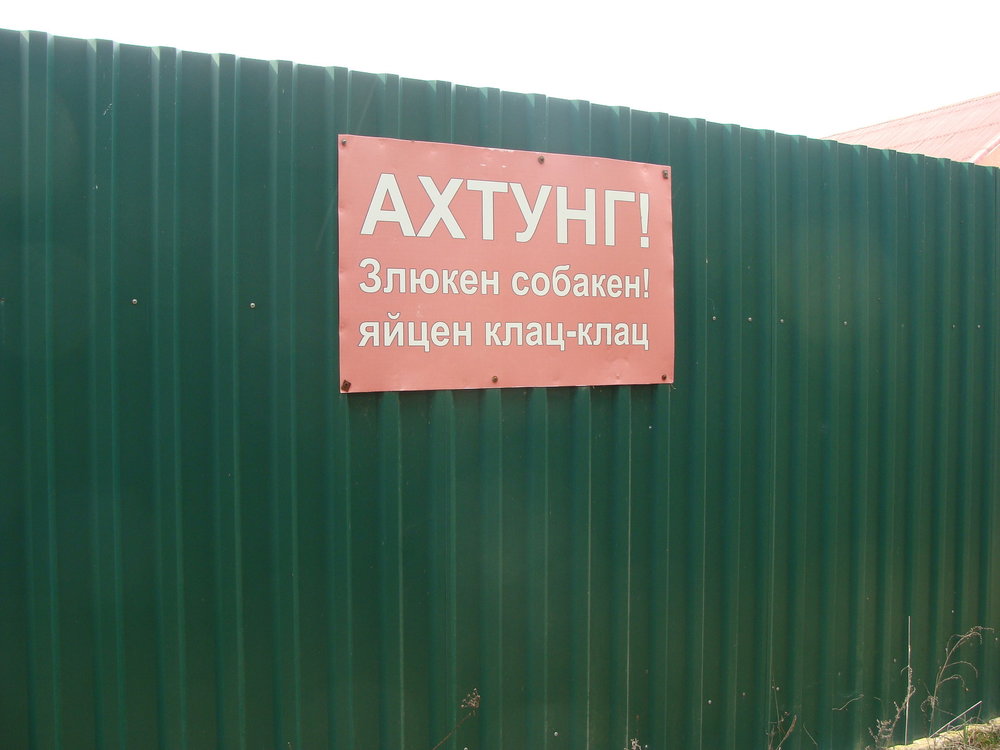 АХТУНГ!
Злюкен собакен!
яйцен клац-клац